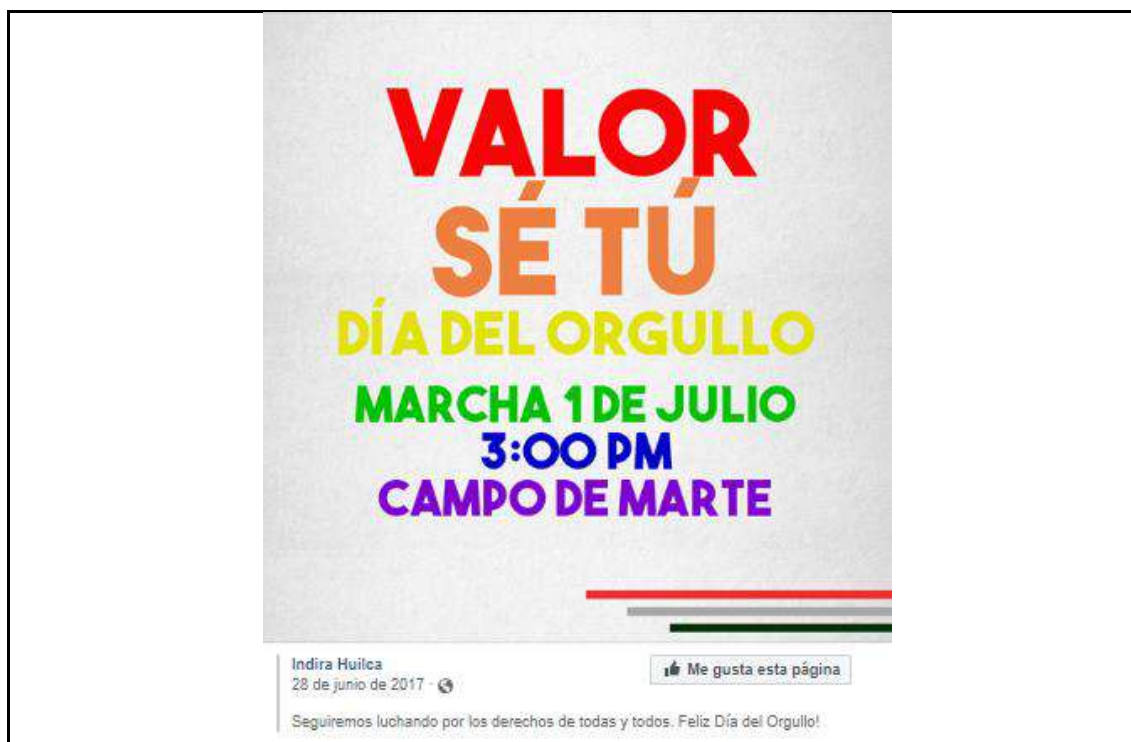 VALOR
SÉ TÚ
DÍA DEL ORGULLO
MARCHA 1 DE JULIO
3:00 PM
CAMPO DE MARTE
Indira Huilca
28 de junio de 2017 ·
Me gusta esta página
Seguiremos luchando por los derechos de todas y todos. Feliz Día del Orgullo!